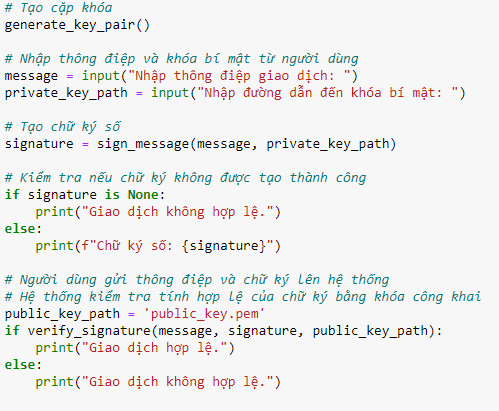 # Tạo cặp khóa
generate_key_pair()
# Nhập thông điệp và khóa bí mật từ người dùng
message = input("Nhập thông điệp giao dịch: ")
private_key_path = input("Nhập đường dẫn đến khóa bí mật: ")
# Tạo chữ ký số
signature = sign_message(message, private_key_path)
# Kiểm tra nếu chữ ký không được tạo thành công
if signature is None:
    print("Giao dịch không hợp lệ.")
else:
    print(f"Chữ ký số: {signature}")
# Người dùng gửi thông điệp và chữ ký lên hệ thống
# Hệ thống kiểm tra tính hợp lệ của chữ ký bằng khóa công khai
public_key_path = 'public_key.pem'
if verify_signature(message, signature, public_key_path):
    print("Giao dịch hợp lệ.")
else:
    print("Giao dịch không hợp lệ.")